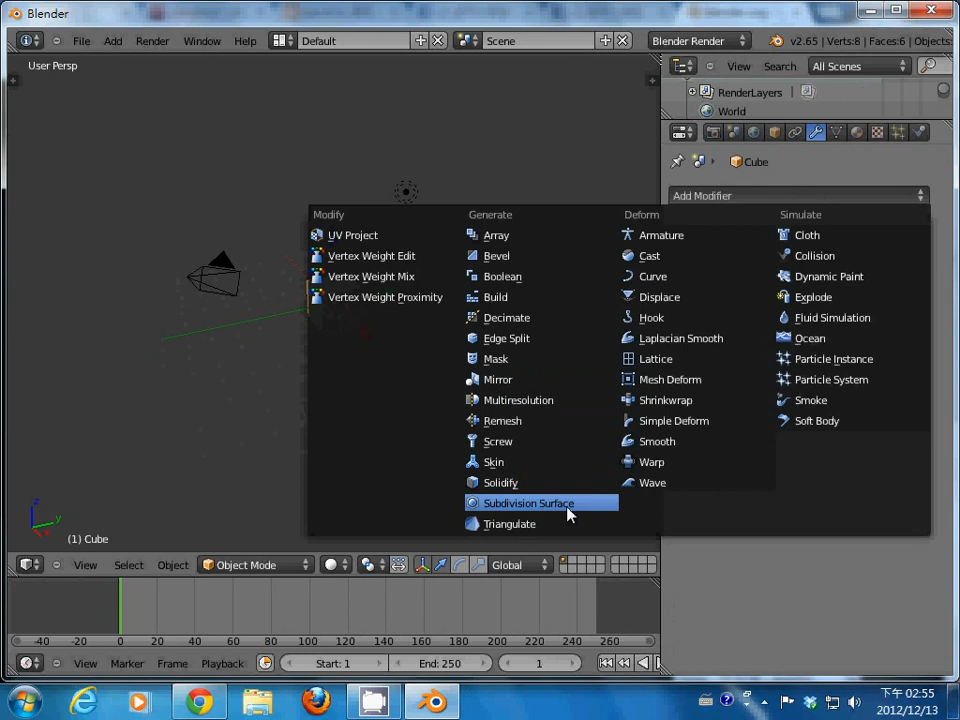 Blender
File Add Render Window Help Default Scene Blender Render v2.65 | Verts:8 | Faces:6 | Objects:
User Persp
View Search All Scenes
RenderLayers
World
Cube
Add Modifier
Modify
UV Project
Vertex Weight Edit
Vertex Weight Mix
Vertex Weight Proximity
Generate
Array
Bevel
Boolean
Build
Decimate
Edge Split
Mask
Mirror
Multiresolution
Remesh
Screw
Skin
Solidify
Subdivision Surface
Triangulate
Deform
Armature
Cast
Curve
Displace
Hook
Laplacian Smooth
Lattice
Mesh Deform
Shrinkwrap
Simple Deform
Smooth
Warp
Wave
Simulate
Cloth
Collision
Dynamic Paint
Explode
Fluid Simulation
Ocean
Particle Instance
Particle System
Smoke
Soft Body
z
y
x
(1) Cube
View Select Object Object Mode Global
-40 -20 0 20 40 60 80 100 120 140 160 180 200 220 240 260
View Marker Frame Playback Start: 1 End: 250 1
下午 02:55
2012/12/13